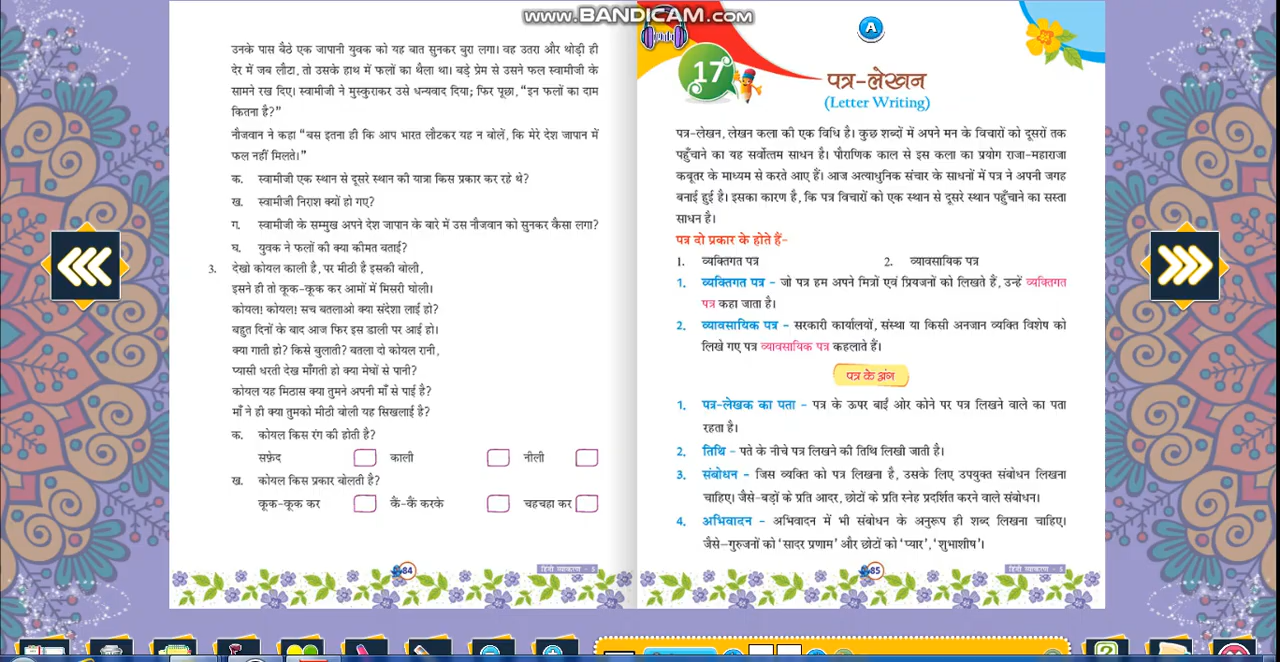 www.BANDICAM.com
उनके पास बैठे एक जापानी युवक को यह बात सुनकर बुरा लगा। वह उतरा और थोड़ी ही
देर में जब लौटा, तो उसके हाथ में फलों का थैला था। बड़े प्रेम से उसने फल स्वामीजी के
सामने रख दिए। स्वामीजी ने मुस्कुराकर उसे धन्यवाद दिया; फिर पूछा, “इन फलों का दाम
कितना है?”
नौजवान ने कहा “बस इतना ही कि आप भारत लौटकर यह न बोलें, कि मेरे देश जापान में
फल नहीं मिलते।”
क. स्वामीजी एक स्थान से दूसरे स्थान की यात्रा किस प्रकार कर रहे थे?
ख. स्वामीजी निराश क्यों हो गए?
ग. स्वामीजी के सम्मुख अपने देश जापान के बारे में उस नौजवान को सुनकर कैसा लगा?
घ. युवक ने फलों की क्या कीमत बताई?
3. देखो कोयल काली है, पर मीठी है इसकी बोली,
इसने ही तो कूक-कूक कर आमों में मिसरी घोली।
कोयल! कोयल! सच बतलाओ क्या संदेशा लाई हो?
बहुत दिनों के बाद आज फिर इस डाली पर आई हो।
क्या गाती हो? किसे बुलाती? बतला दो कोयल रानी,
प्यासी धरती देख माँगती हो क्या मेघों से पानी?
कोयल यह मिठास क्या तुमने अपनी माँ से पाई है?
माँ ने ही क्या तुमको मीठी बोली यह सिखलाई है?
क. कोयल किस रंग की होती है?
सफ़ेद काली नीली
ख. कोयल किस प्रकार बोलती है?
कूक-कूक कर कैं-कैं करके चहचहा कर
84
हिन्दी व्याकरण - 5
A
17
पत्र-लेखन
(Letter Writing)
पत्र-लेखन, लेखन कला की एक विधि है। कुछ शब्दों में अपने मन के विचारों को दूसरों तक
पहुँचाने का यह सर्वोत्तम साधन है। पौराणिक काल से इस कला का प्रयोग राजा-महाराजा
कबूतर के माध्यम से करते आए हैं। आज अत्याधुनिक संचार के साधनों में पत्र ने अपनी जगह
बनाई हुई है। इसका कारण है, कि पत्र विचारों को एक स्थान से दूसरे स्थान पहुँचाने का सस्ता
साधन है।
पत्र दो प्रकार के होते हैं-
1. व्यक्तिगत पत्र 2. व्यावसायिक पत्र
1. व्यक्तिगत पत्र - जो पत्र हम अपने मित्रों एवं प्रियजनों को लिखते हैं, उन्हें व्यक्तिगत
पत्र कहा जाता है।
2. व्यावसायिक पत्र - सरकारी कार्यालयों, संस्था या किसी अनजान व्यक्ति विशेष को
लिखे गए पत्र व्यावसायिक पत्र कहलाते हैं।
पत्र के अंग
1. पत्र-लेखक का पता - पत्र के ऊपर बाईं ओर कोने पर पत्र लिखने वाले का पता
रहता है।
2. तिथि - पते के नीचे पत्र लिखने की तिथि लिखी जाती है।
3. संबोधन - जिस व्यक्ति को पत्र लिखना है, उसके लिए उपयुक्त संबोधन लिखना
चाहिए। जैसे-बड़ों के प्रति आदर, छोटों के प्रति स्नेह प्रदर्शित करने वाले संबोधन।
4. अभिवादन - अभिवादन में भी संबोधन के अनुरूप ही शब्द लिखना चाहिए।
जैसे-गुरुजनों को ‘सादर प्रणाम’ और छोटों को ‘प्यार’, ‘शुभाशीष’।
85
हिन्दी व्याकरण - 5